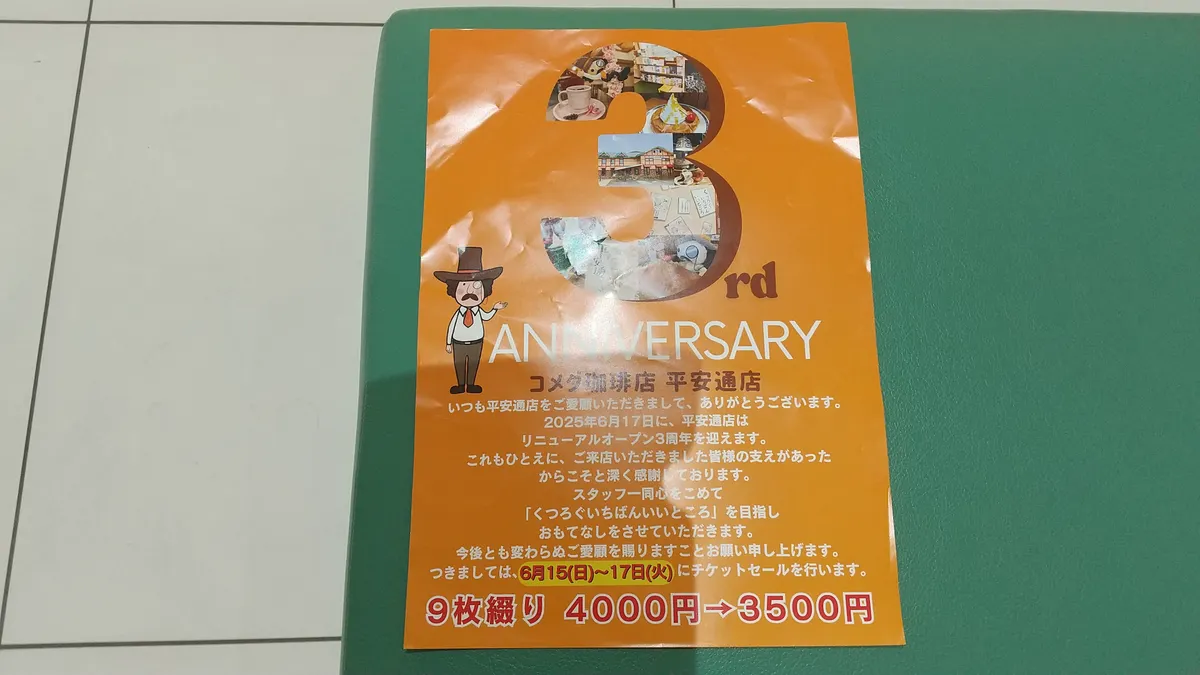 3rd
ANNIVERSARY
コメダ珈琲店 平安通店
いつも平安通店をご愛願いただきまして、ありがとうございます。
2025年6月17日に、平安通店は
リニューアルオープン3周年を迎えます。
これもひとえに、ご来店いただきました皆様の支えがあった
からこそと深く感謝しております。
スタッフ一同心をこめて
「くつろぐいちばんいいところ」を目指し
おもてなしをさせていただきます。
今後とも変わらぬご愛願を賜りますことお願い申し上げます。
つきましては、6月15(日)〜17日(火)にチケットセールを行います。
9枚綴り 4000円→3500円